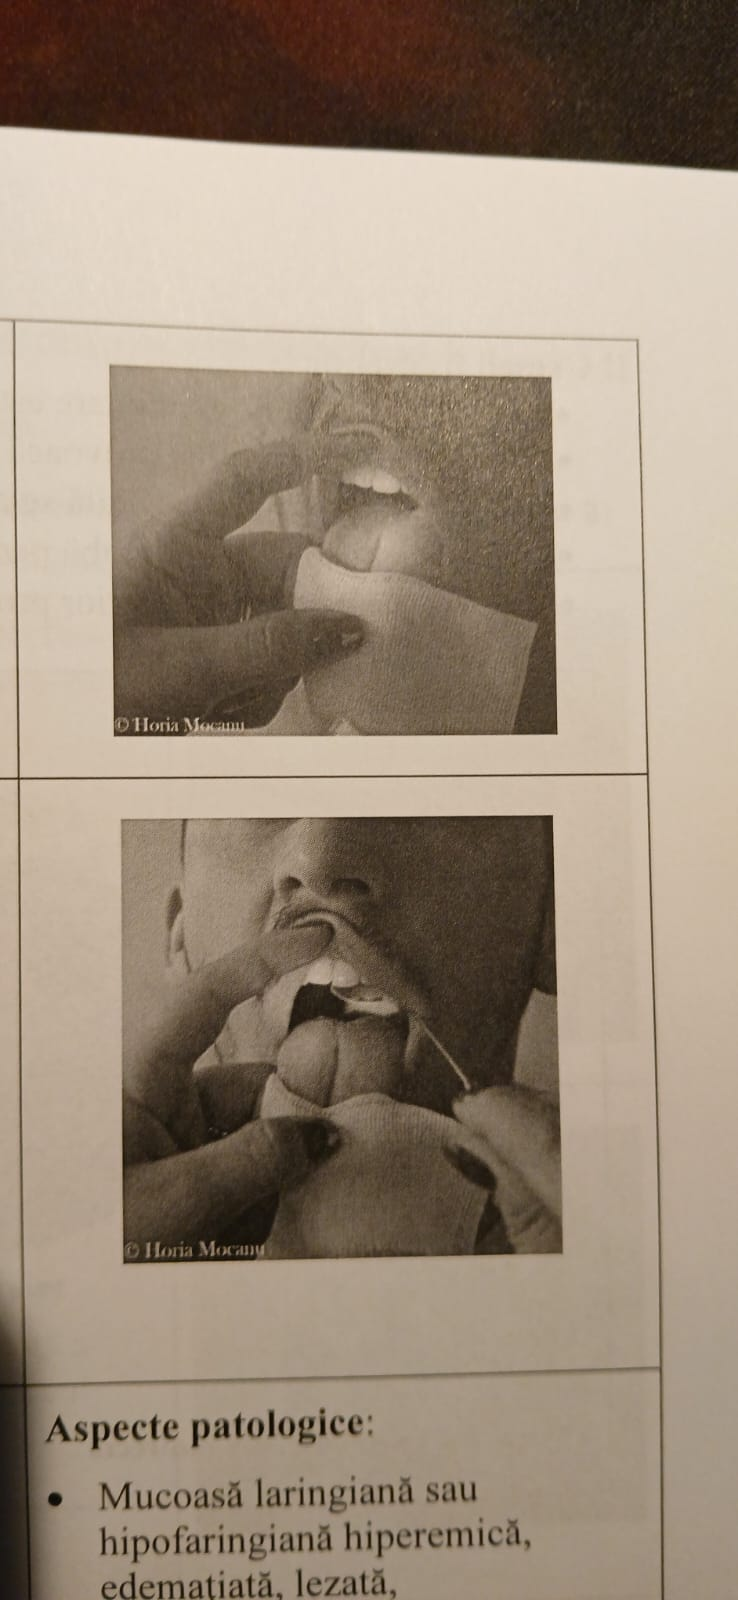 © Horia Mocanu
© Horia Mocanu
Aspecte patologice:
• Mucoasă laringiană sau
hipofaringiană hiperemică,
edemațiată, lezată,